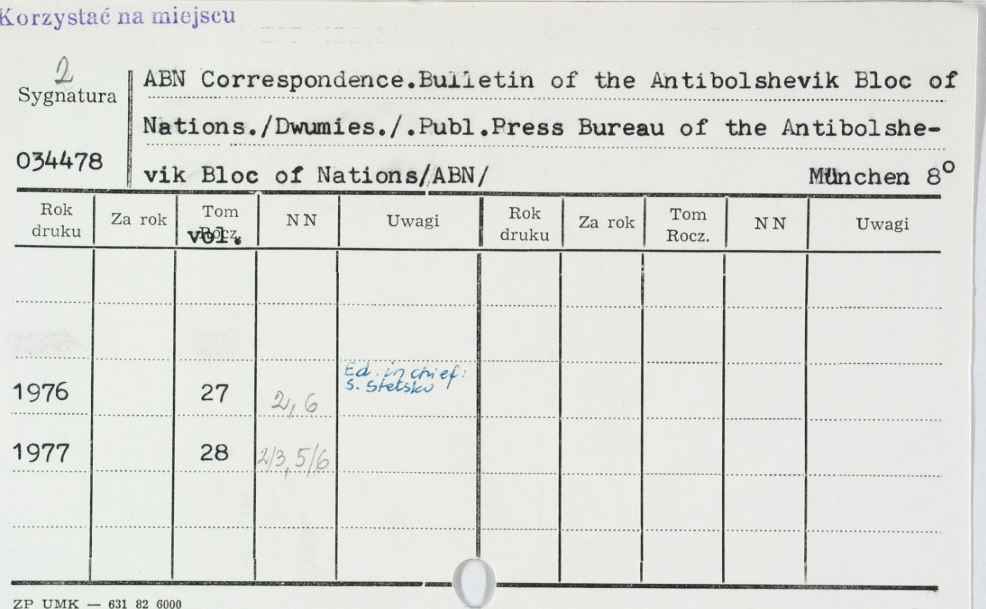 Korzystać na miejscu
2
Sygnatura
034478
ABN Correspondence.Bulletin of the Antibolshevik Bloc of
Nations./Dwumies./.Publ.Press Bureau of the Antibolshe-
vik Bloc of Nations/ABN/ München 8º
Rok druku Za rok Tom Rocz. vol. NN Uwagi Rok druku Za rok Tom Rocz. NN Uwagi
1976 27 2, 6 Ed. in chief: S. Stetsko
1977 28 2/3, 5/6
ZP UMK — 631 82 6000